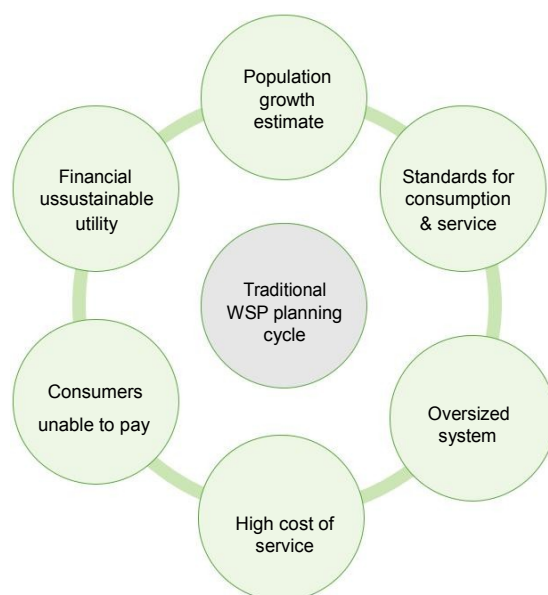 Population
growth
estimate
Standards for
consumption
& service
Oversized
system
High cost of
service
Consumers
unable to pay
Financial
ussustainable
utility
Traditional
WSP planning
cycle